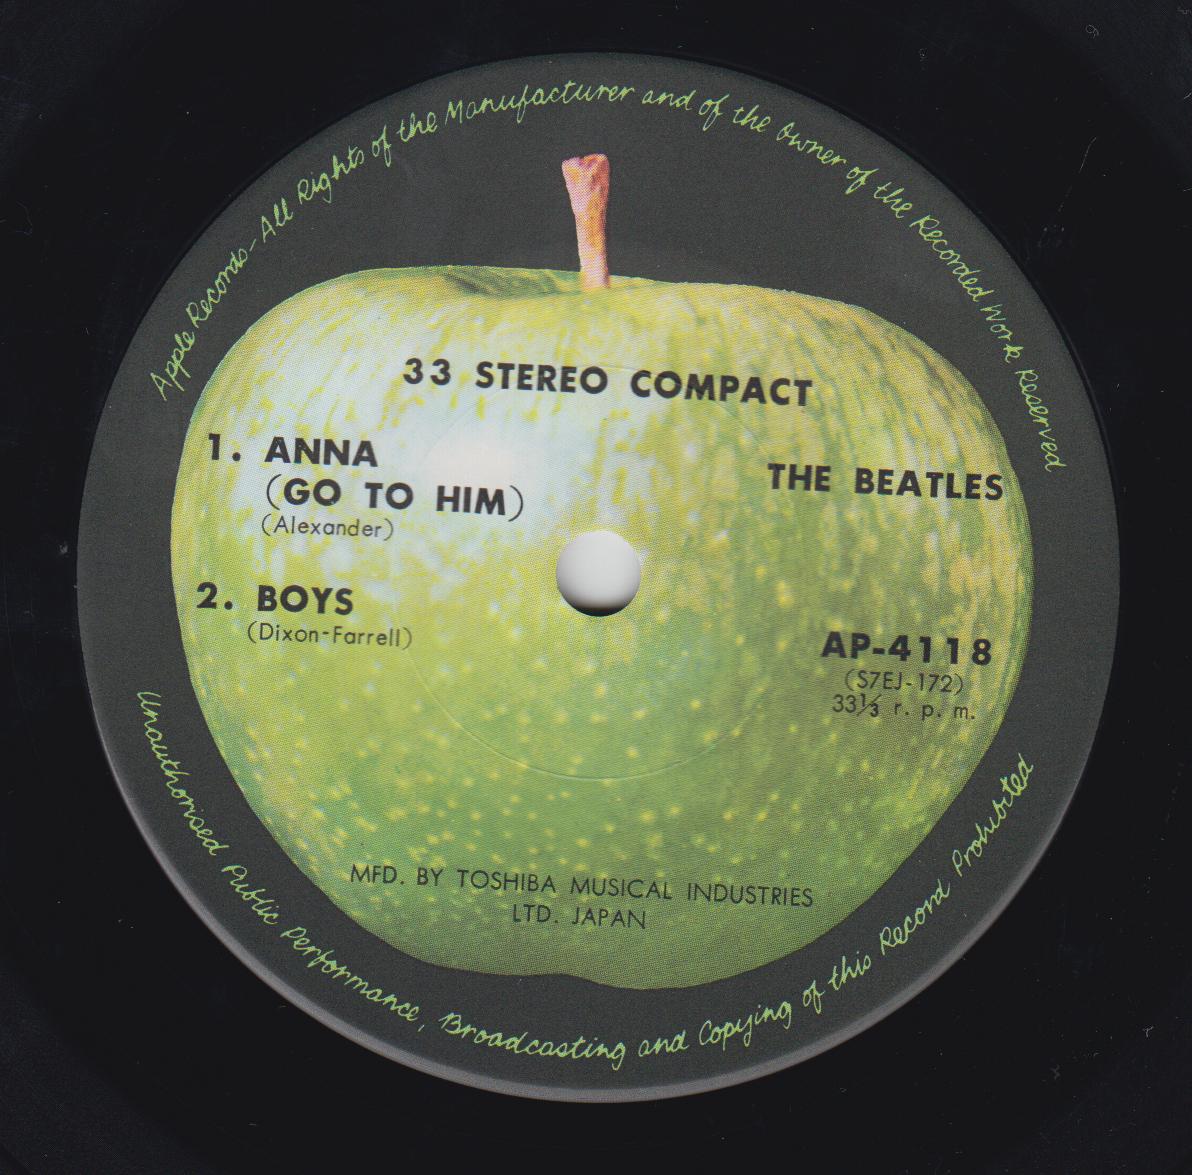 Apple Records-All Rights of the Manufacturer and of the Owner of the Recorded Work Reserved
33 STEREO COMPACT
1. ANNA
(GO TO HIM)
(Alexander)
THE BEATLES
2. BOYS
(Dixon-Farrell)
AP-4118
(S7EJ-172)
33⅓ r. p. m.
MFD. BY TOSHIBA MUSICAL INDUSTRIES
LTD. JAPAN
Unauthorised Public Performance, Broadcasting and Copying of this Record Prohibited